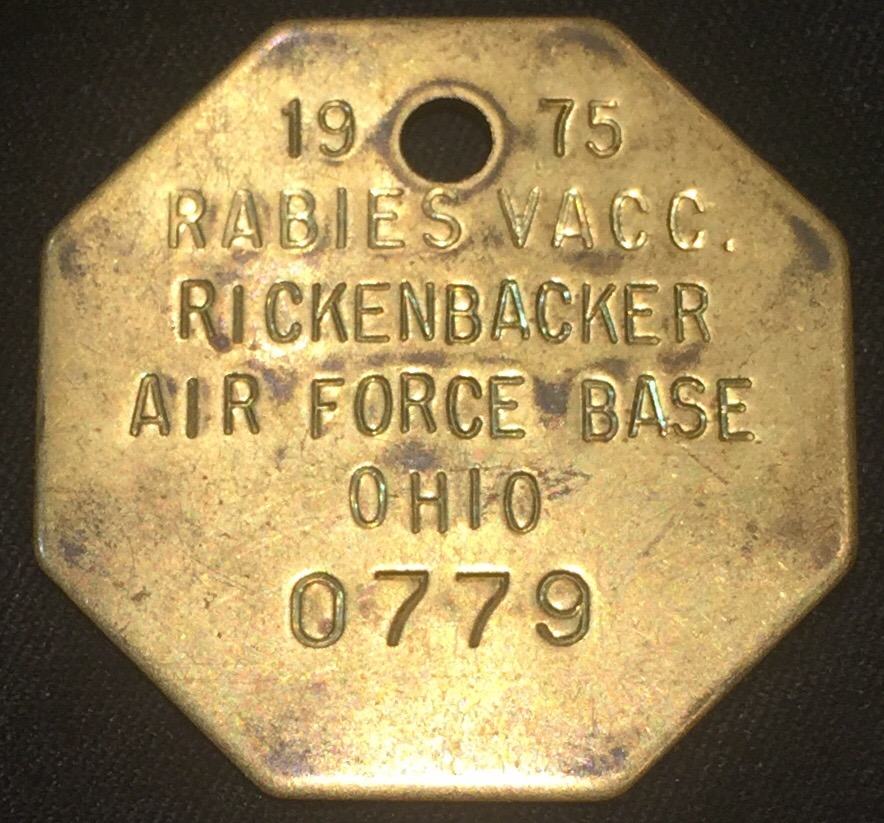 19 75
RABIES VACC.
RICKENBACKER
AIR FORCE BASE
OHIO
0779